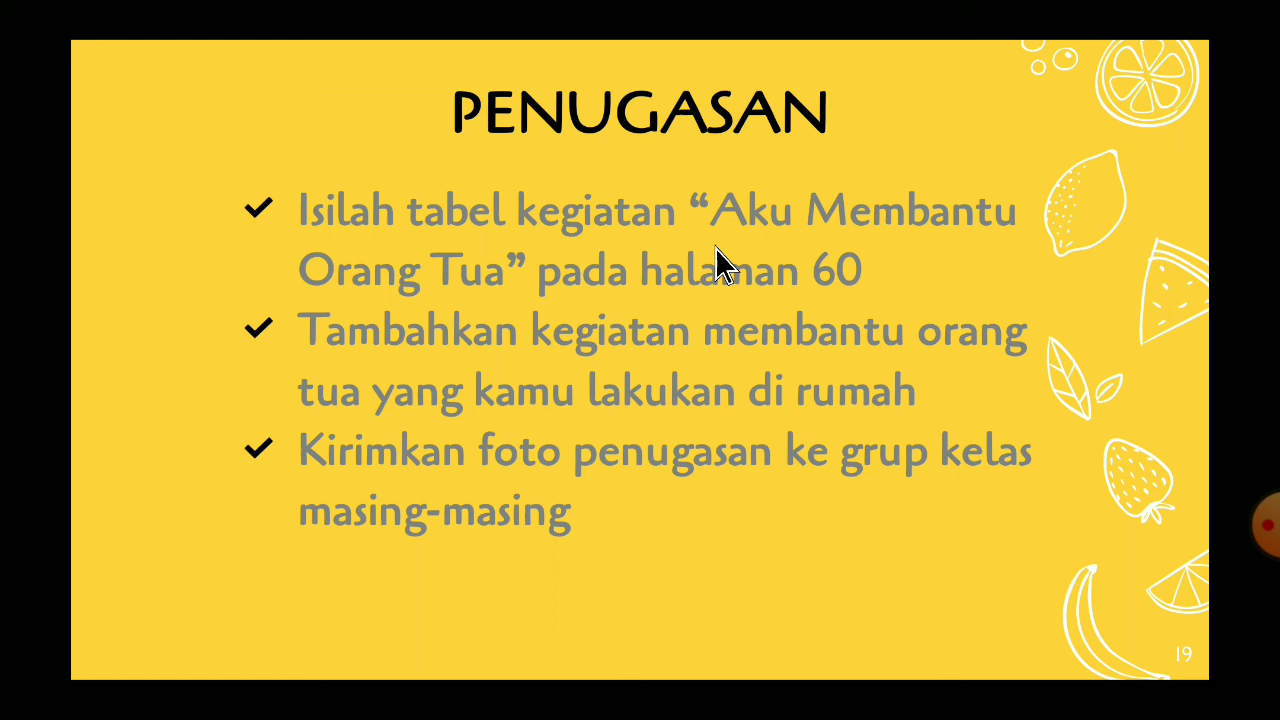 PENUGASAN
Isilah tabel kegiatan “Aku Membantu
Orang Tua” pada halaman 60
Tambahkan kegiatan membantu orang
tua yang kamu lakukan di rumah
Kirimkan foto penugasan ke grup kelas
masing-masing
19